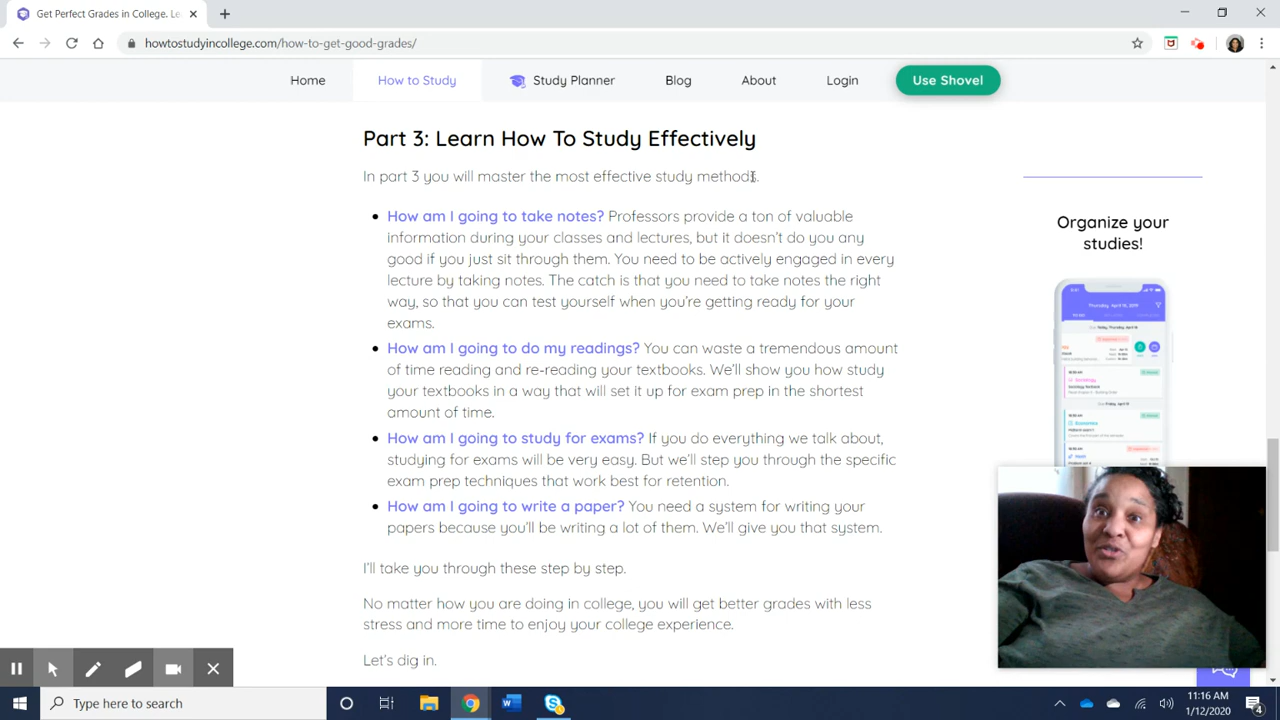 Get Perfect Grades in College. Le
howtostudyincollege.com/how-to-get-good-grades/
Home How to Study Study Planner Blog About Login Use Shovel
Part 3: Learn How To Study Effectively
In part 3 you will master the most effective study methods.
How am I going to take notes? Professors provide a ton of valuable
information during your classes and lectures, but it doesn't do you any
good if you just sit through them. You need to be actively engaged in every
lecture by taking notes. The catch is that you need to take notes the right
way, so that you can test yourself when you're getting ready for your
exams.
How am I going to do my readings? You can waste a tremendous amount
of time reading and re-reading your textbooks. We'll show you how study
your textbooks in a way that will set it up for exam prep in the shortest
amount of time.
How am I going to study for exams? If you do everything we talk about,
studying for exams will be very easy. But we'll step you through the specific
exam prep techniques that work best for retention.
How am I going to write a paper? You need a system for writing your
papers because you'll be writing a lot of them. We'll give you that system.
I'll take you through these step by step.
No matter how you are doing in college, you will get better grades with less
stress and more time to enjoy your college experience.
Let's dig in.
Organize your
studies!
Type here to search
11:16 AM
1/12/2020
4